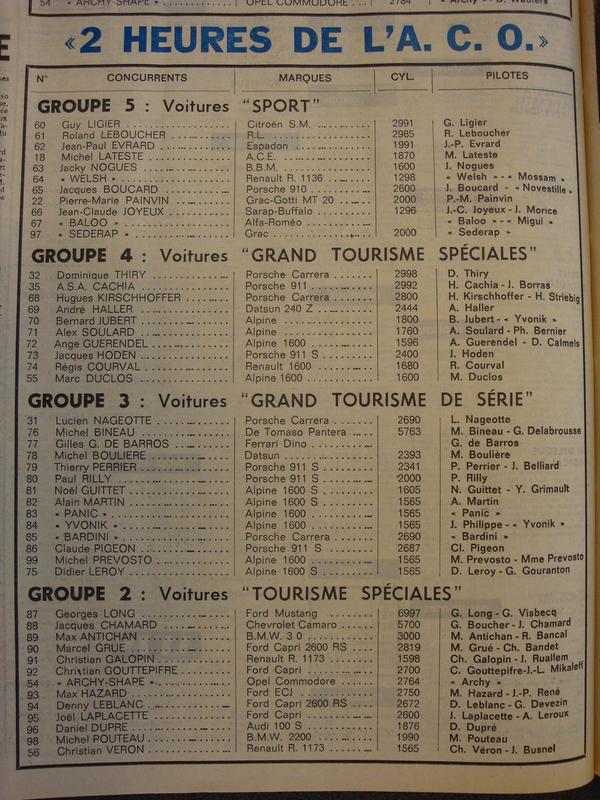 54 « ARCHY-SHAPE » OPEL COMMODORE 2784 « Archy »
«2 HEURES DE L'A. C. O.»
N° CONCURRENTS MARQUES CYL. PILOTES
GROUPE 5 : Voitures "SPORT"
60 Guy LIGIER Citroën S.M. 2991 G. Ligier
61 Roland LEBOUCHER R.L. 2985 R. Leboucher
62 Jean-Paul EVRARD Espadon 1991 J.-P. Evrard
18 Michel LATESTE A.C.E. 1870 M. Lateste
63 Jacky NOGUES B.B.M. 1600 J. Nogues
64 « WELSH » Renault R. 1136 1298 « Welsh » - « Mossam »
65 Jacques BOUCARD Porsche 910 2600 J. Boucard - « Novestille »
22 Pierre-Marie PAINVIN Grac-Gotti MT 20 2000 P.-M. Painvin
66 Jean-Claude JOYEUX Sarap-Buffalo 1296 J.-C. Joyeux - J. Morice
67 « BALOO » Alfa-Roméo « Baloo » - « Migui »
97 « SEDERAP » Grac 2000 « Sederap »
GROUPE 4 : Voitures "GRAND TOURISME SPÉCIALES"
32 Dominique THIRY Porsche Carrera 2998 D. Thiry
35 A.S.A. CACHIA Porsche 911 2992 H. Cachia - J. Borras
68 Hugues KIRSCHHOFFER Porsche Carrera 2800 H. Kirschhoffer - H. Striebig
69 André HALLER Datsun 240 Z 2444 A. Haller
70 Bernard JUBERT Alpine 1800 B. Jubert - « Yvonik »
71 Alex SOULARD Alpine 1760 A. Soulard - Ph. Bernier
72 Ange GUERENDEL Alpine 1600 1596 A. Guerendel - D. Calmels
73 Jacques HODEN Porsche 911 S 2400 J. Hoden
74 Régis COURVAL Renault 1600 1680 R. Courval
55 Marc DUCLOS Alpine 1600 1600 M. Duclos
GROUPE 3 : Voitures "GRAND TOURISME DE SÉRIE"
31 Lucien NAGEOTTE Porsche Carrera 2690 L. Nageotte
76 Michel BINEAU De Tomaso Pantera 5763 M. Bineau - G. Delabrousse
77 Gilles G. DE BARROS Ferrari Dino G. de Barros
78 Michel BOULIERE Datsun 2393 M. Boulière
79 Thierry PERRIER Porsche 911 S 2341 P. Perrier - J. Belliard
80 Paul RILLY Porsche 911 S 2000 P. Rilly
81 Noël GUITTET Alpine 1600 S 1605 N. Guittet - Y. Grimault
82 Alain MARTIN Alpine 1600 S 1565 A. Martin
83 « PANIC » Alpine 1600 1565 « Panic »
84 « YVONIK » Alpine 1600 1565 J. Philippe - « Yvonik »
85 « BARDINI » Porsche Carrera 2690 « Bardini »
86 Claude PIGEON Porsche 911 S 2687 Cl. Pigeon
99 Michel PREVOSTO Alpine 1600 1565 M. Prevosto - Mme Prevosto
75 Didier LEROY Alpine 1600 S 1565 D. Leroy - G. Gouranton
GROUPE 2 : Voitures "TOURISME SPÉCIALES"
87 Georges LONG Ford Mustang 6997 G. Long - G. Visbecq
88 Jacques CHAMARD Chevrolet Camaro 5700 G. Boucher - J. Chamard
89 Max ANTICHAN B.M.W. 3 0 3000 M. Antichan - R. Bancal
90 Marcel GRUE Ford Capri 2600 RS 2819 M. Grué - Ch. Bandet
91 Christian GALOPIN Renault R. 1173 1598 Ch. Galopin - J. Ruallem
92 Christian GOUTTEPIFRE Ford Capri 2700 C. Gouttepifre-J.-L. Mikaleff
54 « ARCHY-SHAPE » Opel Commodore 2764 « Archy »
93 Max HAZARD Ford ECJ 2750 M. Hazard - J.-P. René
94 Denny LEBLANC Ford Capri 2600 RS 2672 D. Leblanc - G. Devezin
95 Joël LAPLACETTE Ford Capri 2600 J. Laplacette - A. Leroux
96 Daniel DUPRE Audi 100 S 1876 D. Dupré
98 Michel POUTEAU B.M.W. 2200 1990 M. Pouteau
56 Christian VERON Renault R. 1173 1565 Ch. Véron - J. Busnel